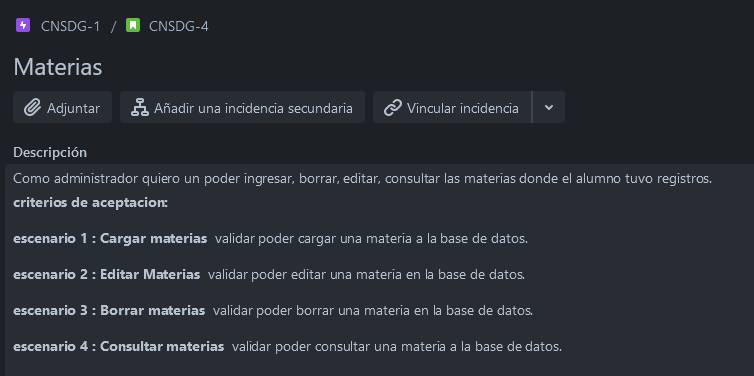 CNSDG-1 / CNSDG-4
Materias
Adjuntar Añadir una incidencia secundaria Vincular incidencia
Descripción
Como administrador quiero un poder ingresar, borrar, editar, consultar las materias donde el alumno tuvo registros.
criterios de aceptacion:
escenario 1 : Cargar materias validar poder cargar una materia a la base de datos.
escenario 2 : Editar Materias validar poder editar una materia en la base de datos.
escenario 3 : Borrar materias validar poder borrar una materia en la base de datos.
escenario 4 : Consultar materias validar poder consultar una materia a la base de datos.